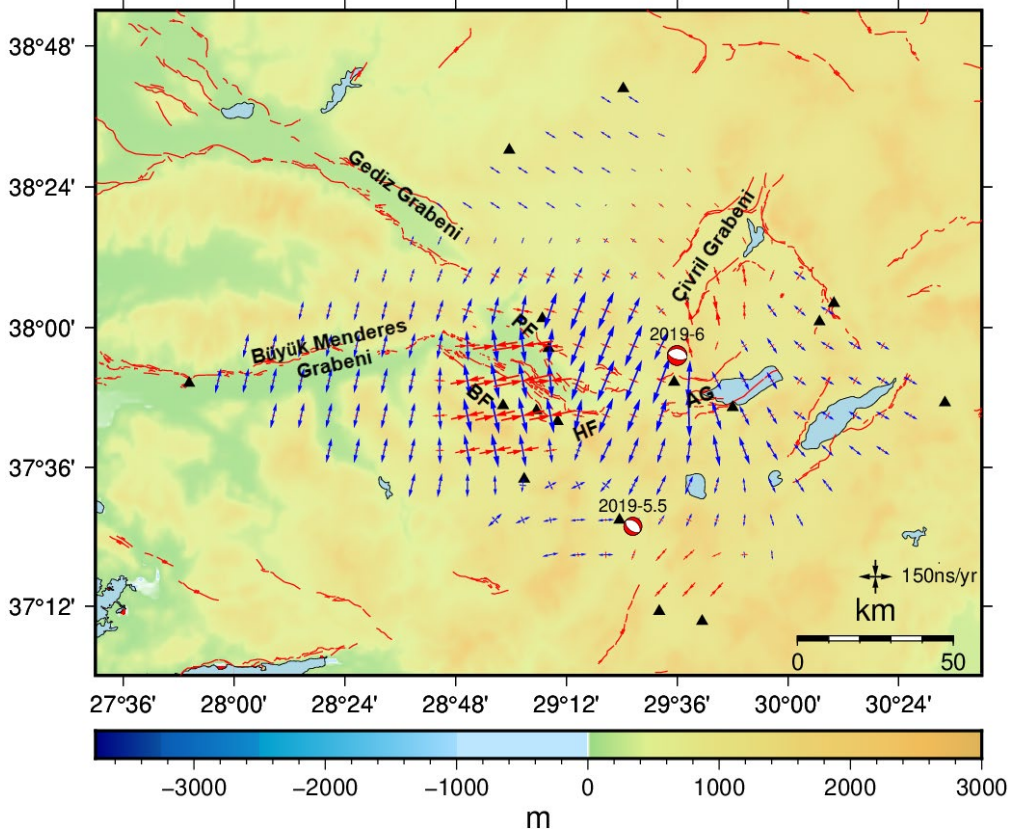 38°48'
38°24'
38°00'
37°36'
37°12'
Gediz Grabeni
Çivril Grabeni
Büyük Menderes
Grabeni
PF
2019-6
BF
AG
HF
2019-5.5
150ns/yr
km
0 50
27°36' 28°00' 28°24' 28°48' 29°12' 29°36' 30°00' 30°24'
−3000 −2000 −1000 0 1000 2000 3000
m